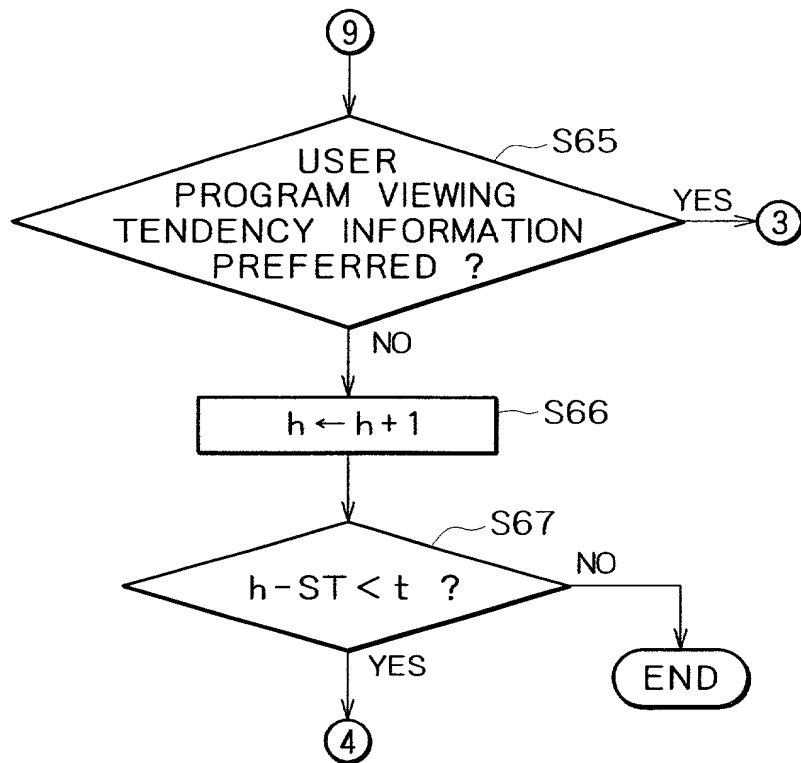 9
S65
USER
PROGRAM VIEWING
TENDENCY INFORMATION
PREFERRED ?
YES
3
NO
h ← h + 1
S66
S67
h - ST < t ?
NO
YES
END
4